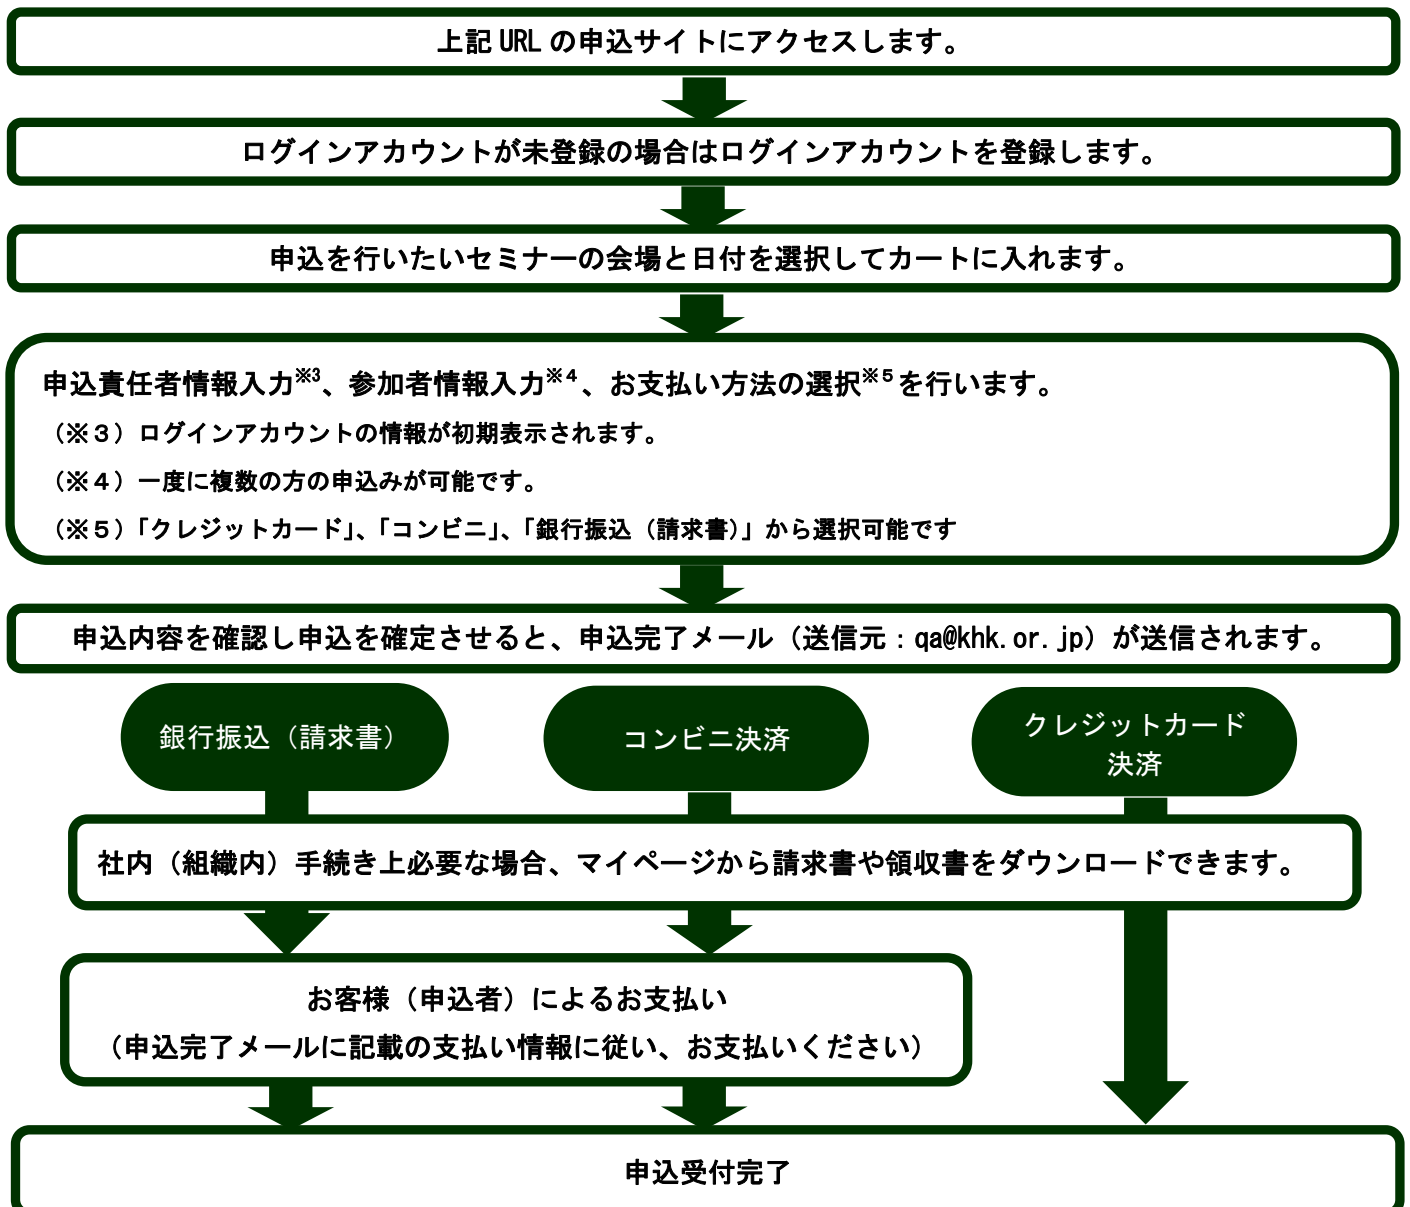 上記 URL の申込サイトにアクセスします。
ログインアカウントが未登録の場合はログインアカウントを登録します。
申込を行いたいセミナーの会場と日付を選択してカートに入れます。
申込責任者情報入力※3、参加者情報入力※４、お支払い方法の選択※５を行います。
（※３）ログインアカウントの情報が初期表示されます。
（※４）一度に複数の方の申込みが可能です。
（※５）「クレジットカード」、「コンビニ」、「銀行振込（請求書）」から選択可能です
申込内容を確認し申込を確定させると、申込完了メール（送信元：qa@khk.or.jp）が送信されます。
銀行振込（請求書）
コンビニ決済
クレジットカード
決済
社内（組織内）手続き上必要な場合、マイページから請求書や領収書をダウンロードできます。
お客様（申込者）によるお支払い
（申込完了メールに記載の支払い情報に従い、お支払いください）
申込受付完了